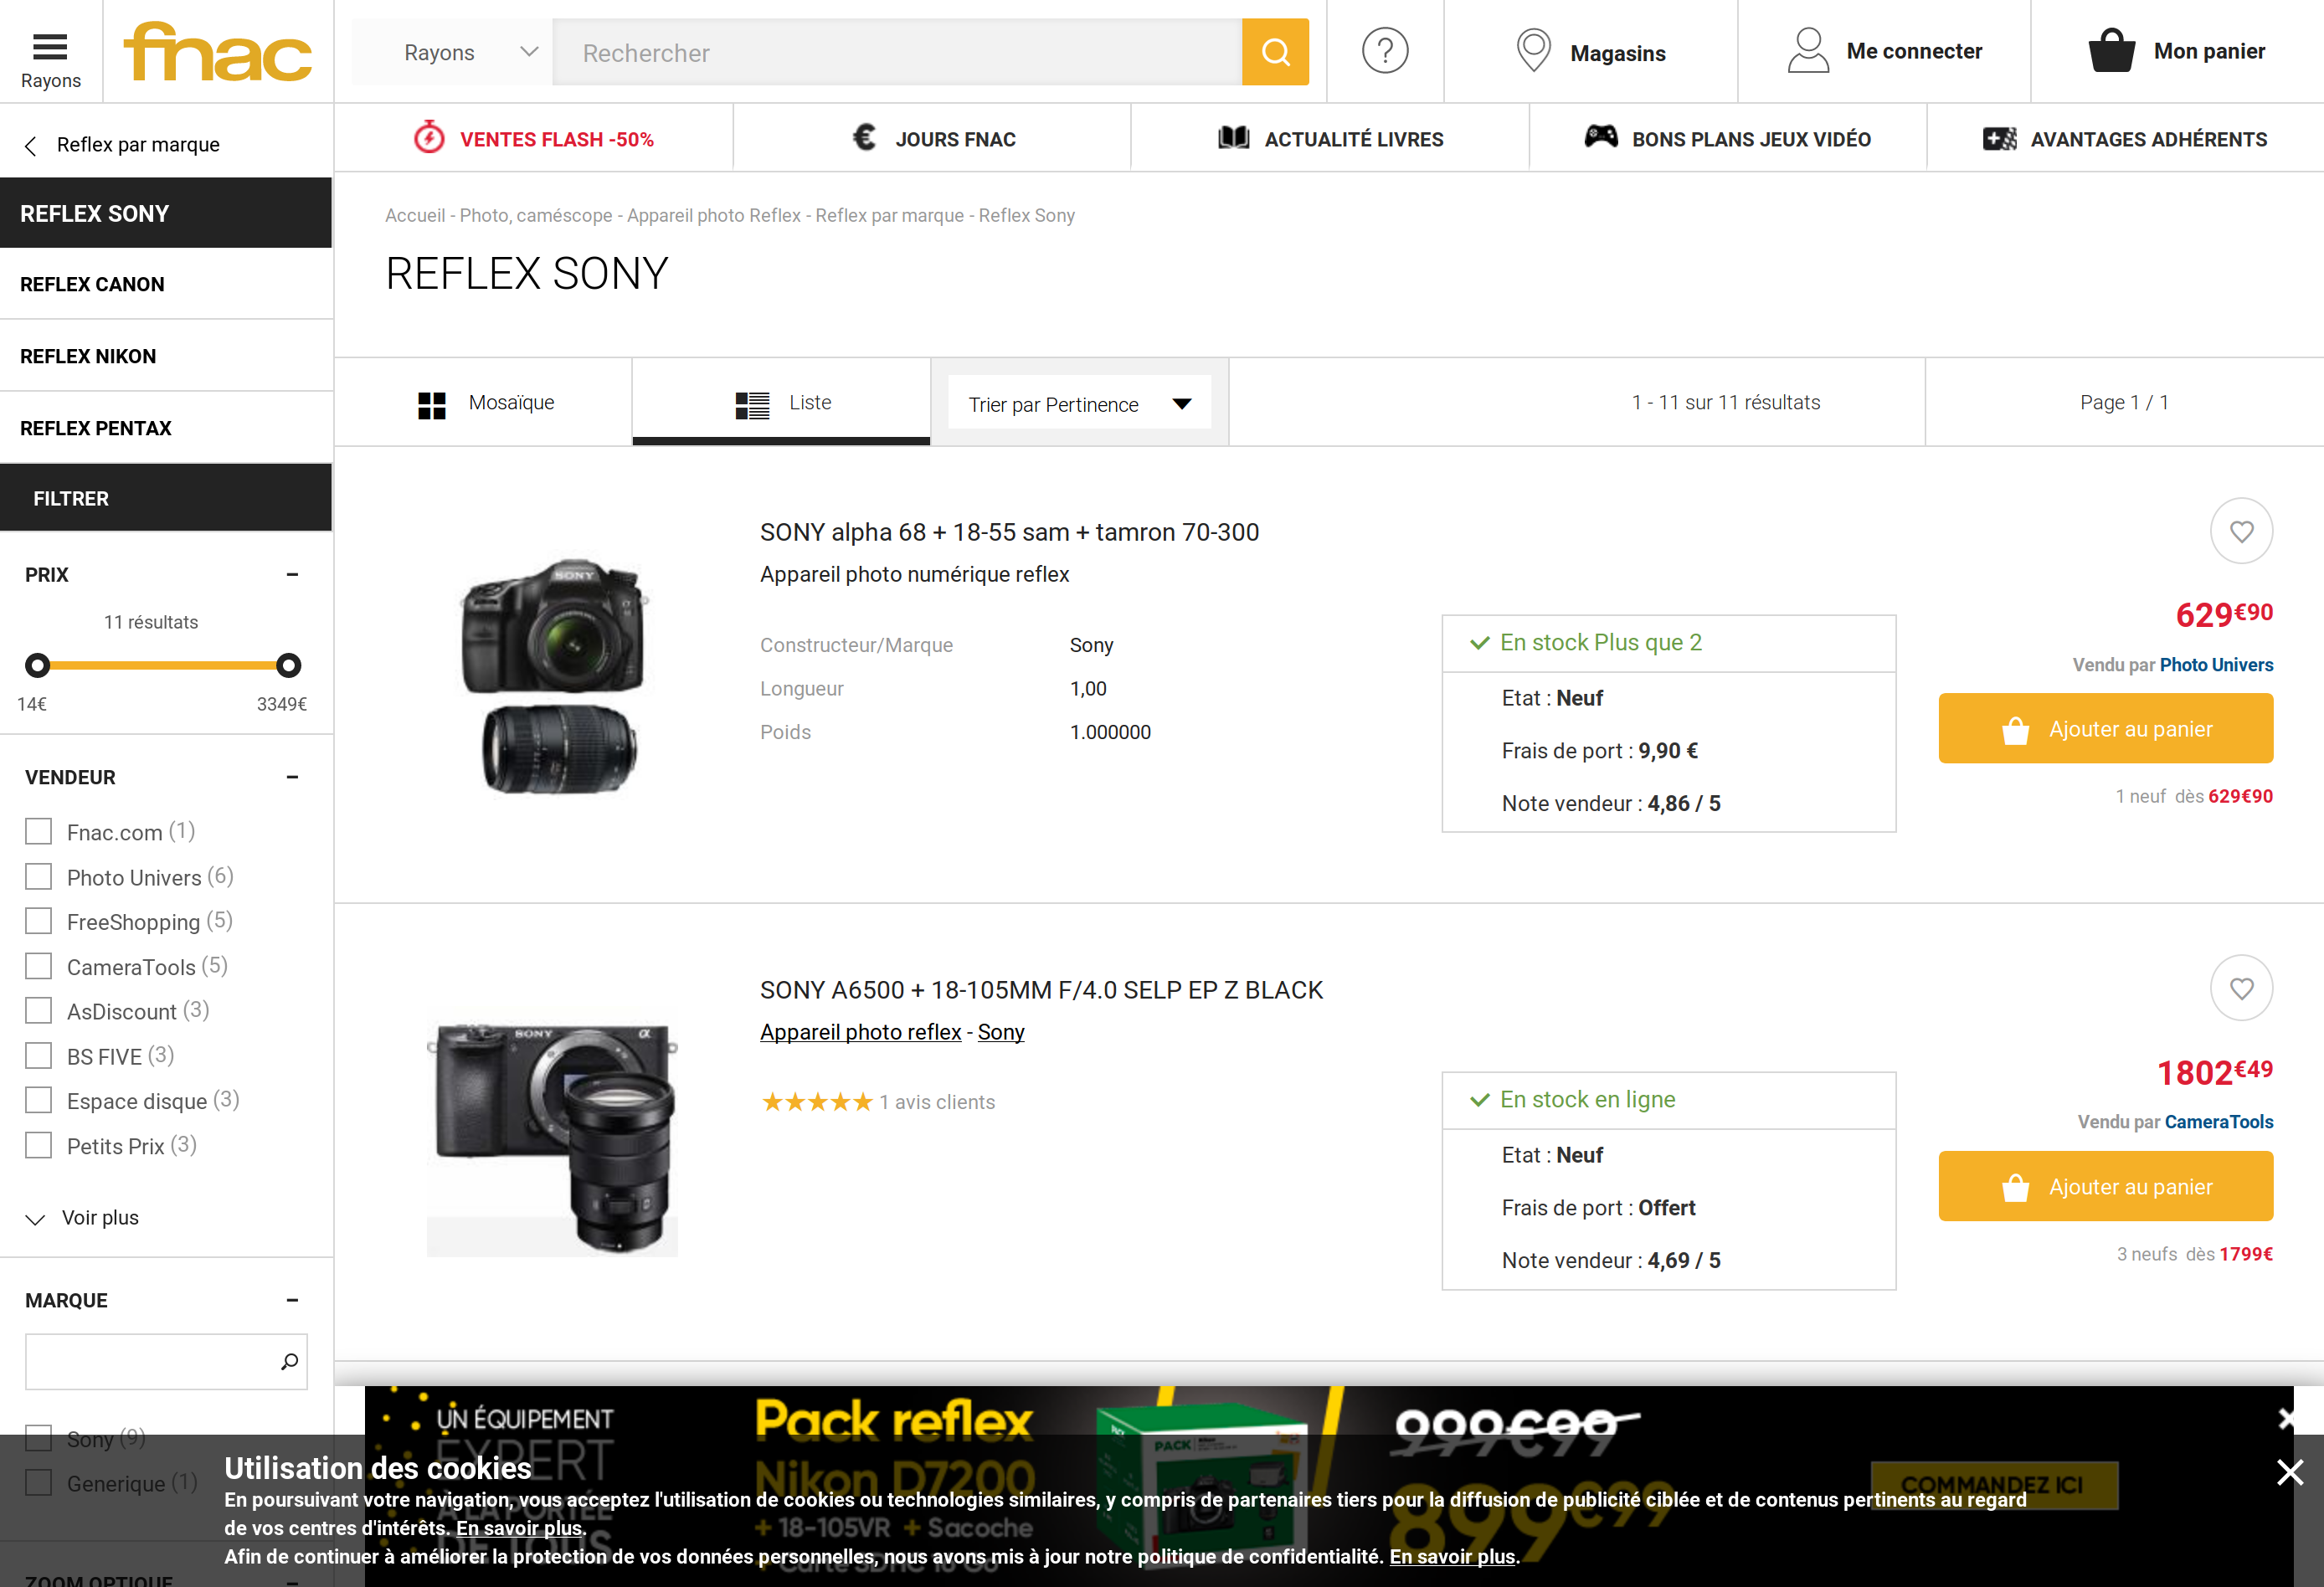 Rayons
fnac
Rayons
Rechercher
?
Magasins
Me connecter
Mon panier
Reflex par marque
VENTES FLASH -50%
JOURS FNAC
ACTUALITÉ LIVRES
BONS PLANS JEUX VIDÉO
AVANTAGES ADHÉRENTS
REFLEX SONY
REFLEX CANON
REFLEX NIKON
REFLEX PENTAX
FILTRER
PRIX
11 résultats
14€
3349€
VENDEUR
Fnac.com (1)
Photo Univers (6)
FreeShopping (5)
CameraTools (5)
AsDiscount (3)
BS FIVE (3)
Espace disque (3)
Petits Prix (3)
Voir plus
MARQUE
Sony (9)
Generique (1)
ZOOM OPTIQUE
Accueil - Photo, caméscope - Appareil photo Reflex - Reflex par marque - Reflex Sony
REFLEX SONY
Mosaïque
Liste
Trier par Pertinence
1 - 11 sur 11 résultats
Page 1 / 1
SONY
SONY alpha 68 + 18-55 sam + tamron 70-300
Appareil photo numérique reflex
Constructeur/Marque Sony
Longueur 1,00
Poids 1.000000
En stock Plus que 2
Etat : Neuf
Frais de port : 9,90 €
Note vendeur : 4,86 / 5
629€90
Vendu par Photo Univers
Ajouter au panier
1 neuf dès 629€90
SONY α
SONY A6500 + 18-105MM F/4.0 SELP EP Z BLACK
Appareil photo reflex - Sony
1 avis clients
En stock en ligne
Etat : Neuf
Frais de port : Offert
Note vendeur : 4,69 / 5
1802€49
Vendu par CameraTools
Ajouter au panier
3 neufs dès 1799€
UN ÉQUIPEMENT
EXPERT
À LA PORTÉE
DE TOUS
Pack reflex
Nikon D7200
+ 18-105VR + Sacoche
+ Carte SDHC 16 Go
PACK
999€99
899€99
COMMANDEZ ICI
Utilisation des cookies
En poursuivant votre navigation, vous acceptez l'utilisation de cookies ou technologies similaires, y compris de partenaires tiers pour la diffusion de publicité ciblée et de contenus pertinents au regard
de vos centres d'intérêts. En savoir plus.
Afin de continuer à améliorer la protection de vos données personnelles, nous avons mis à jour notre politique de confidentialité. En savoir plus.